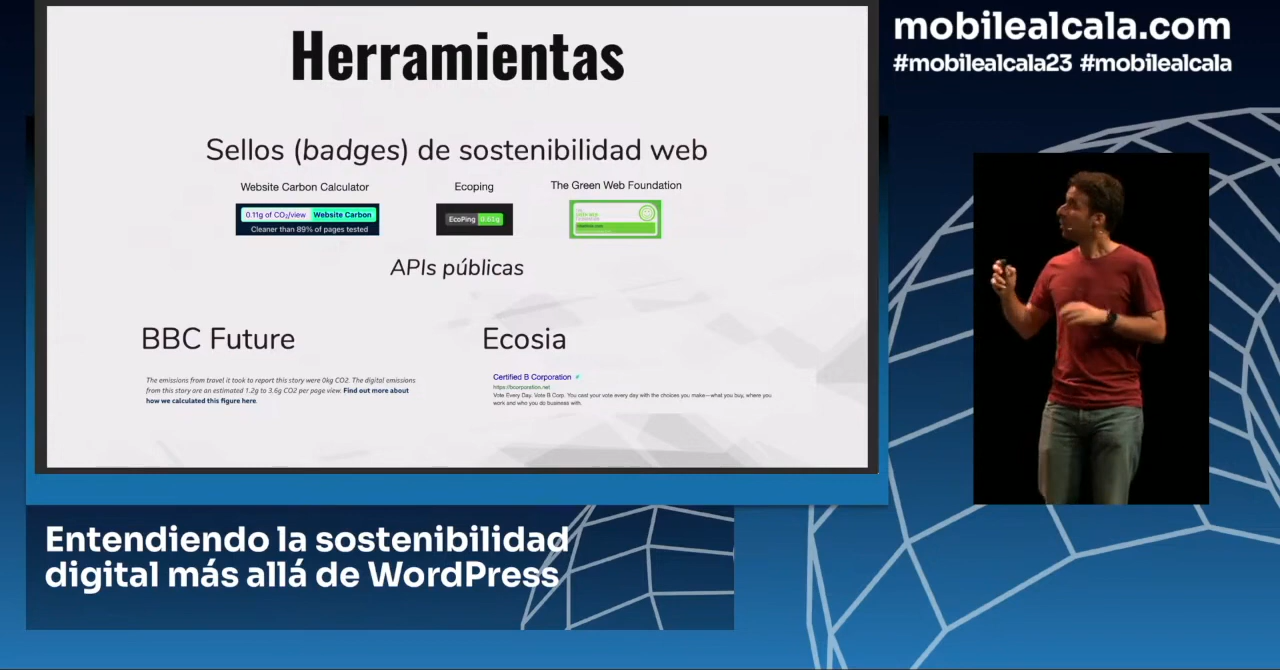 Herramientas
Sellos (badges) de sostenibilidad web
Website Carbon Calculator
Ecoping
The Green Web Foundation
0.11g of CO₂/view Website Carbon
Cleaner than 89% of pages tested
EcoPing 0.61g
APIs públicas
BBC Future
The emissions from travel it took to report this story were 0kg CO2. The digital emissions
from this story are an estimated 1.2g to 3.6g CO2 per page view. Find out more about
how we calculated this figure here.
Ecosia
Certified B Corporation
https://bcorporation.net
Vote Every Day. Vote B Corp. You cast your vote every day with the choices you make—what you buy, where you
work and who you do business with.
mobilealcala.com
#mobilealcala23 #mobilealcala
Entendiendo la sostenibilidad
digital más allá de WordPress